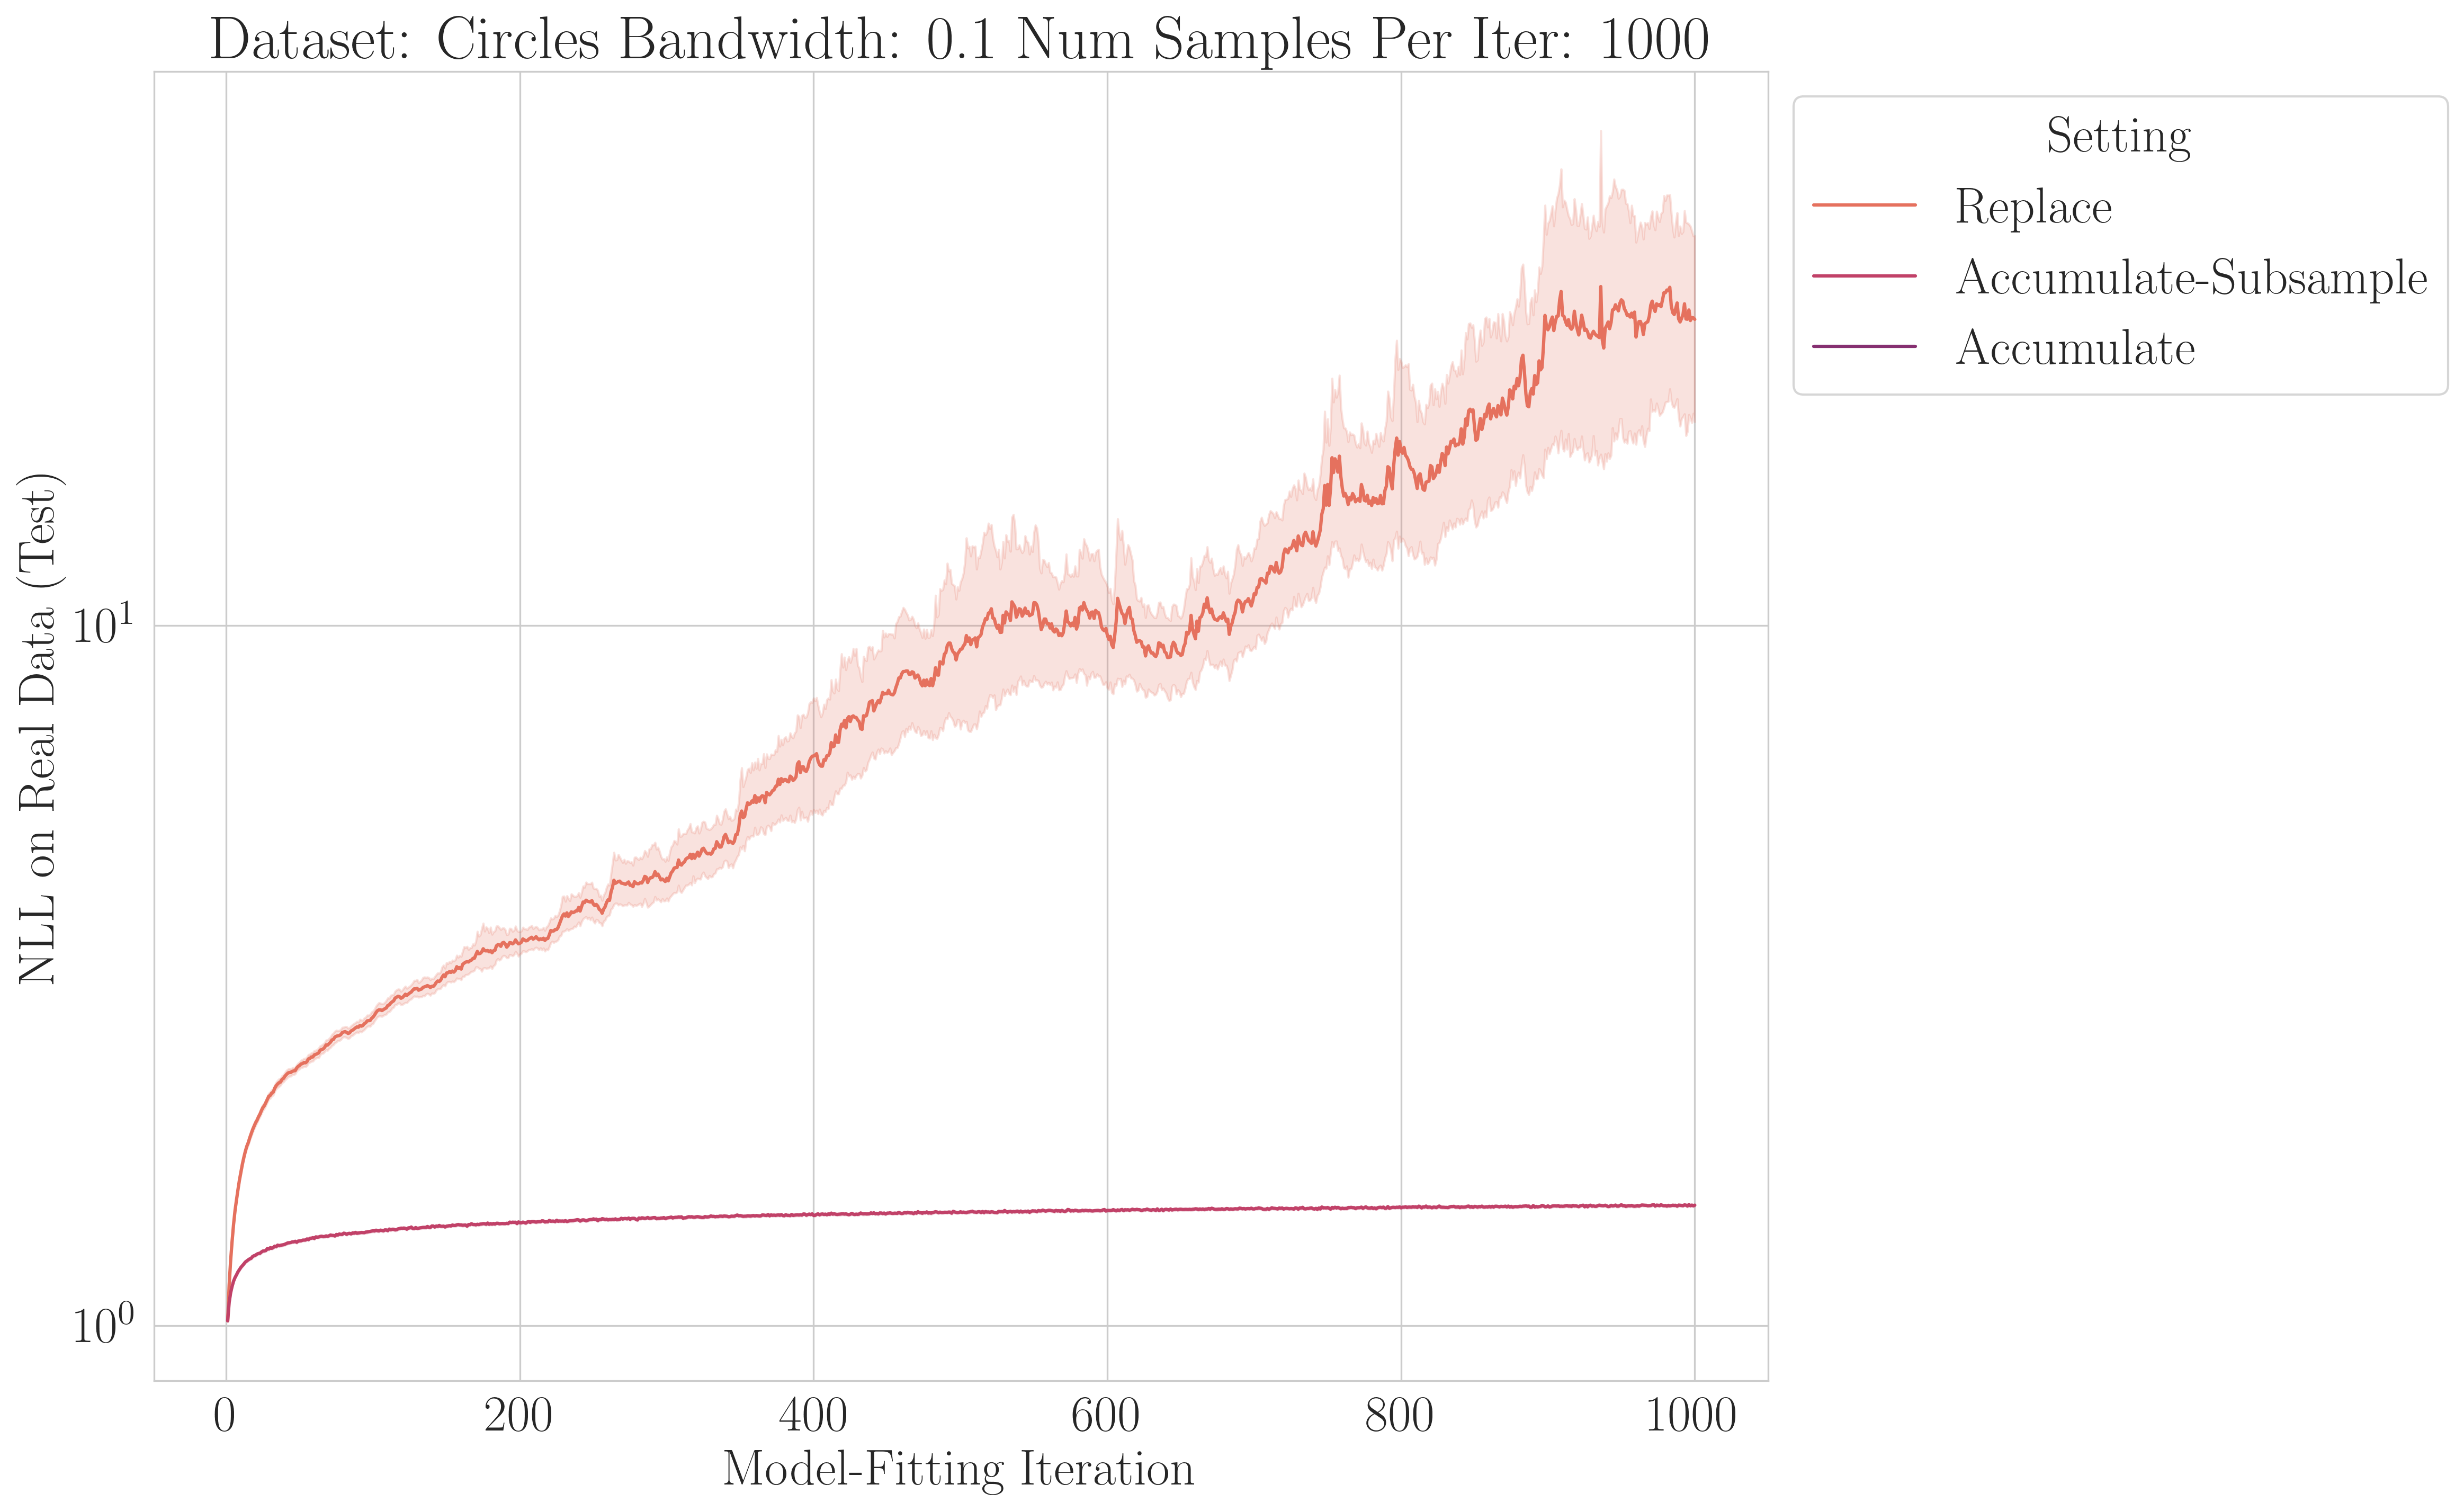 Dataset: Circles Bandwidth: 0.1 Num Samples Per Iter: 1000
Setting
Replace
Accumulate-Subsample
Accumulate
NLL on Real Data (Test)
10¹
10⁰
0 200 400 600 800 1000
Model-Fitting Iteration